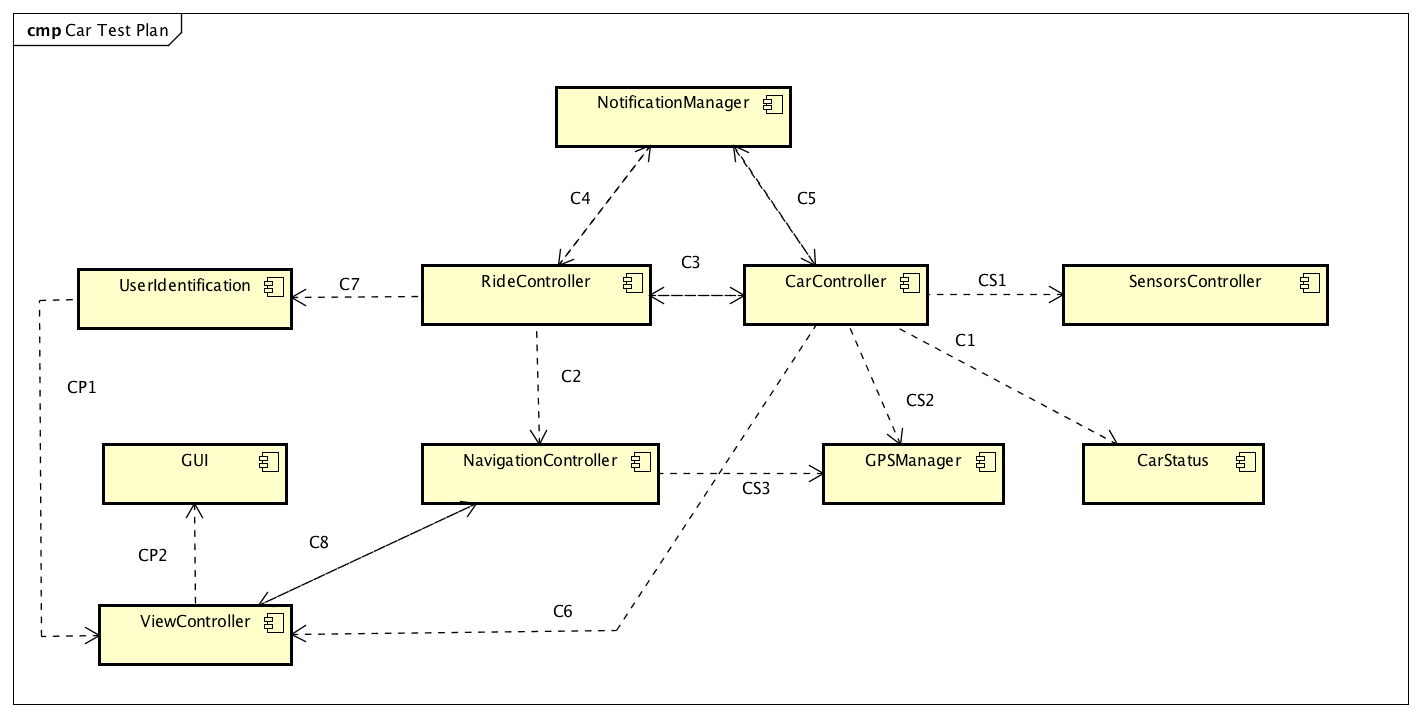 cmp Car Test Plan
NotificationManager
C4
C5
UserIdentification
C7
RideController
C3
CarController
CS1
SensorsController
CP1
C2
CS2
C1
GUI
NavigationController
CS3
GPSManager
CarStatus
CP2
C8
C6
ViewController